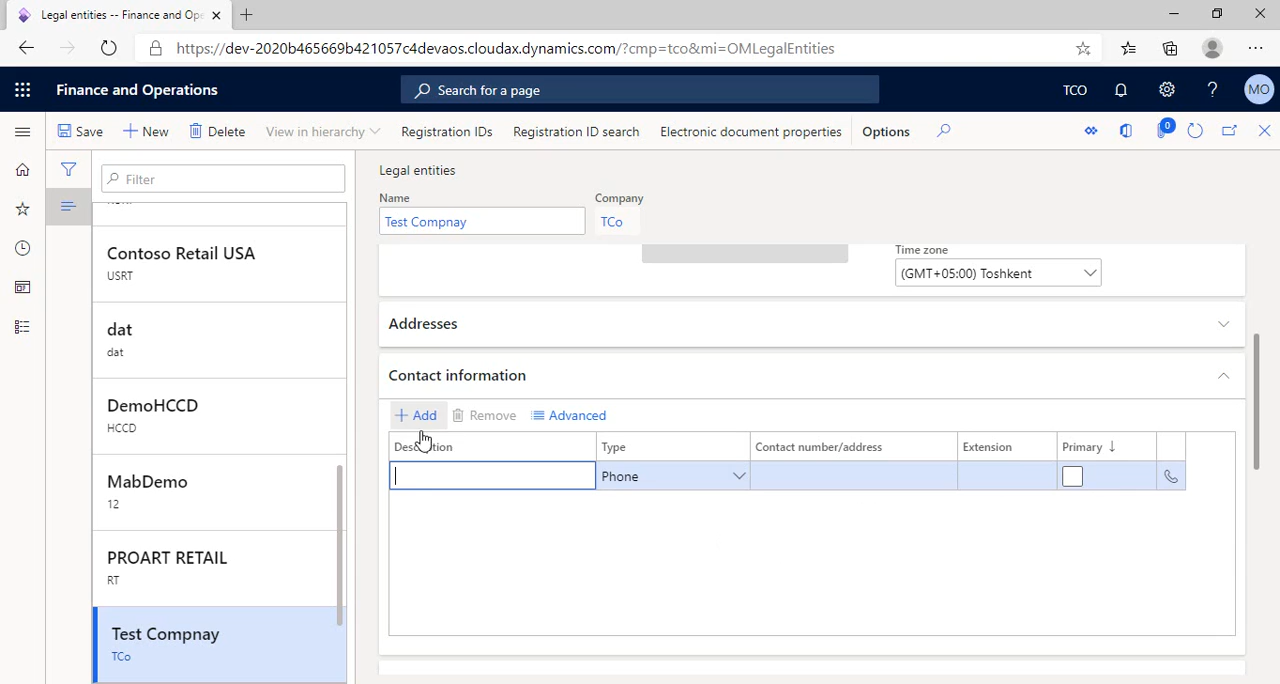 Legal entities -- Finance and Ope
https://dev-2020b465669b421057c4devaos.cloudax.dynamics.com/?cmp=tco&mi=OMLegalEntities
Finance and Operations
Search for a page
TCO
MO
Save
New
Delete
View in hierarchy
Registration IDs
Registration ID search
Electronic document properties
Options
0
Filter
Contoso Retail USA
USRT
dat
dat
DemoHCCD
HCCD
MabDemo
12
PROART RETAIL
RT
Test Compnay
TCo
Legal entities
Name
Company
Test Compnay
TCo
Time zone
(GMT+05:00) Toshkent
Addresses
Contact information
Add
Remove
Advanced
Description
Type
Contact number/address
Extension
Primary
Phone